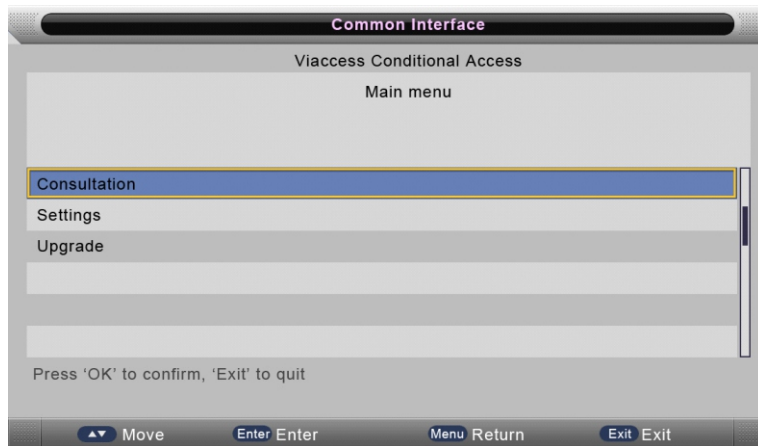 Common Interface
Viaccess Conditional Access
Main menu
Consultation
Settings
Upgrade
Press ‘OK’ to confirm, ‘Exit’ to quit
Move Enter Enter Menu Return Exit Exit